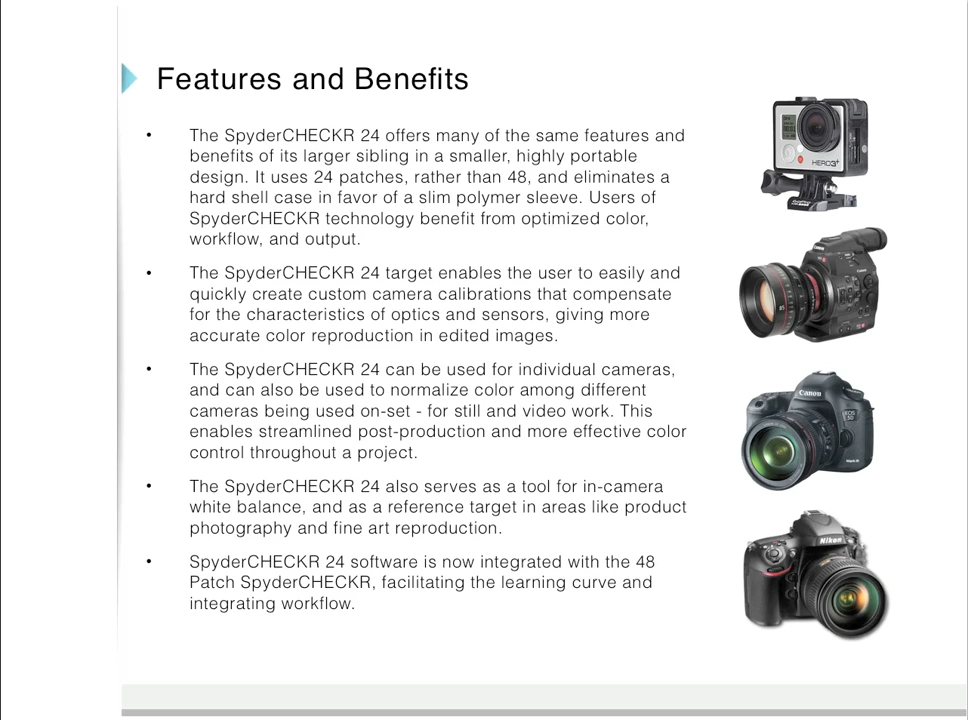 Features and Benefits
• The SpyderCHECKR 24 offers many of the same features and
benefits of its larger sibling in a smaller, highly portable
design. It uses 24 patches, rather than 48, and eliminates a
hard shell case in favor of a slim polymer sleeve. Users of
SpyderCHECKR technology benefit from optimized color,
workflow, and output.
• The SpyderCHECKR 24 target enables the user to easily and
quickly create custom camera calibrations that compensate
for the characteristics of optics and sensors, giving more
accurate color reproduction in edited images.
• The SpyderCHECKR 24 can be used for individual cameras,
and can also be used to normalize color among different
cameras being used on-set - for still and video work. This
enables streamlined post-production and more effective color
control throughout a project.
• The SpyderCHECKR 24 also serves as a tool for in-camera
white balance, and as a reference target in areas like product
photography and fine art reproduction.
• SpyderCHECKR 24 software is now integrated with the 48
Patch SpyderCHECKR, facilitating the learning curve and
integrating workflow.
HERO3+
Canon
EOS
5D
Nikon